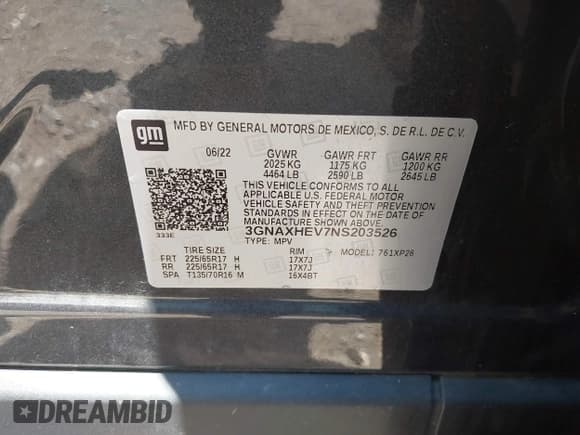 gm MFD BY GENERAL MOTORS DE MEXICO, S. DE R.L. DE C.V.
06/22 GVWR GAWR FRT GAWR RR
2025 KG 1175 KG 1200 KG
4464 LB 2590 LB 2645 LB
THIS VEHICLE CONFORMS TO ALL
APPLICABLE U.S. FEDERAL MOTOR
VEHICLE SAFETY AND THEFT PREVENTION
STANDARDS IN EFFECT ON THE DATE OF
MANUFACTURE SHOWN ABOVE.
3GNAXHEV7NS203526
333E TYPE: MPV
MODEL: 761XP26
TIRE SIZE RIM
FRT 225/65R17 H 17X7J
RR 225/65R17 H 17X7J
SPA T135/70R16 M 16X4BT
DREAMBID